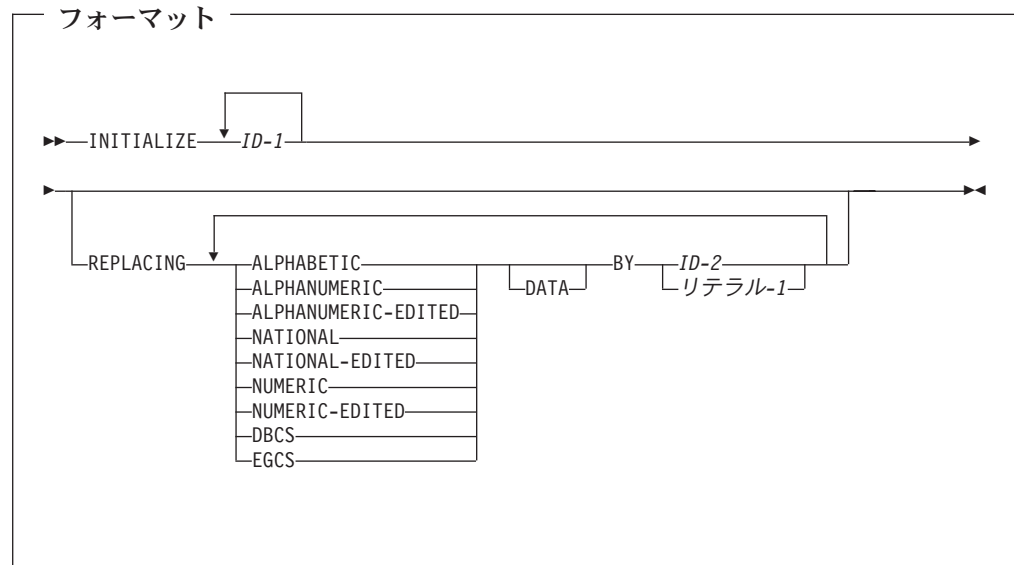 フォーマット
INITIALIZE ID-1
REPLACING ALPHABETIC DATA BY ID-2
ALPHANUMERIC リテラル-1
ALPHANUMERIC-EDITED
NATIONAL
NATIONAL-EDITED
NUMERIC
NUMERIC-EDITED
DBCS
EGCS